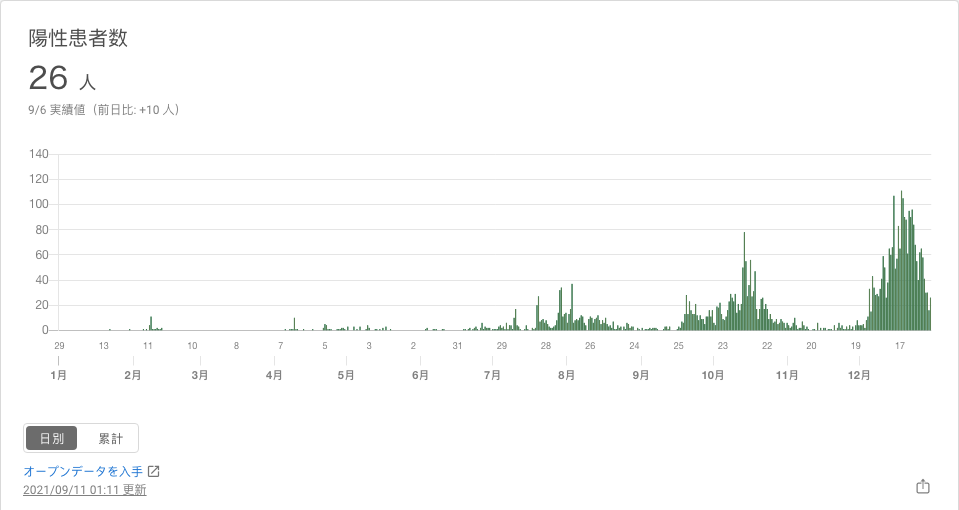 陽性患者数
26 人
9/6 実績値（前日比: +10 人）
140
120
100
80
60
40
20
0
29 13 11 10 8 7 5 3 2 31 29 28 26 24 25 23 22 20 19 17
1月 2月 3月 4月 5月 6月 7月 8月 9月 10月 11月 12月
日別 累計
オープンデータを入手
2021/09/11 01:11 更新